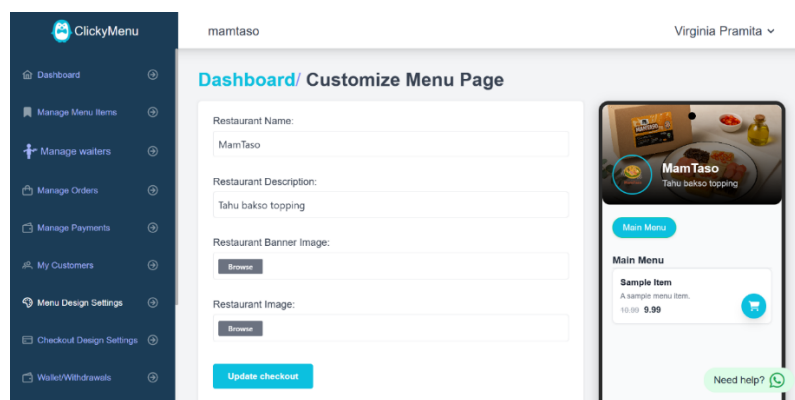 ClickyMenu
mamtaso
Virginia Pramita
Dashboard
Manage Menu Items
Manage waiters
Manage Orders
Manage Payments
My Customers
Menu Design Settings
Checkout Design Settings
Wallet/Withdrawals
Dashboard/ Customize Menu Page
Restaurant Name:
MamTaso
Restaurant Description:
Tahu bakso topping
Restaurant Banner Image:
Browse
Restaurant Image:
Browse
Update checkout
MamTaso
Tahu bakso topping
Main Menu
Main Menu
Sample Item
A sample menu item.
10.99 9.99
Need help?